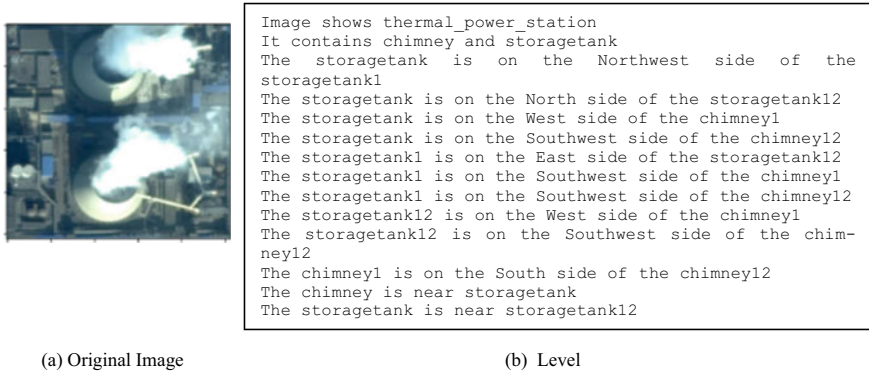 Image shows thermal_power_station
It contains chimney and storagetank
The storagetank is on the Northwest side of the
storagetank1
The storagetank is on the North side of the storagetank12
The storagetank is on the West side of the chimney1
The storagetank is on the Southwest side of the chimney12
The storagetank1 is on the East side of the storagetank12
The storagetank1 is on the Southwest side of the chimney1
The storagetank1 is on the Southwest side of the chimney12
The storagetank12 is on the West side of the chimney1
The storagetank12 is on the Southwest side of the chim-
ney12
The chimney1 is on the South side of the chimney12
The chimney is near storagetank
The storagetank is near storagetank12
(a) Original Image
(b) Level